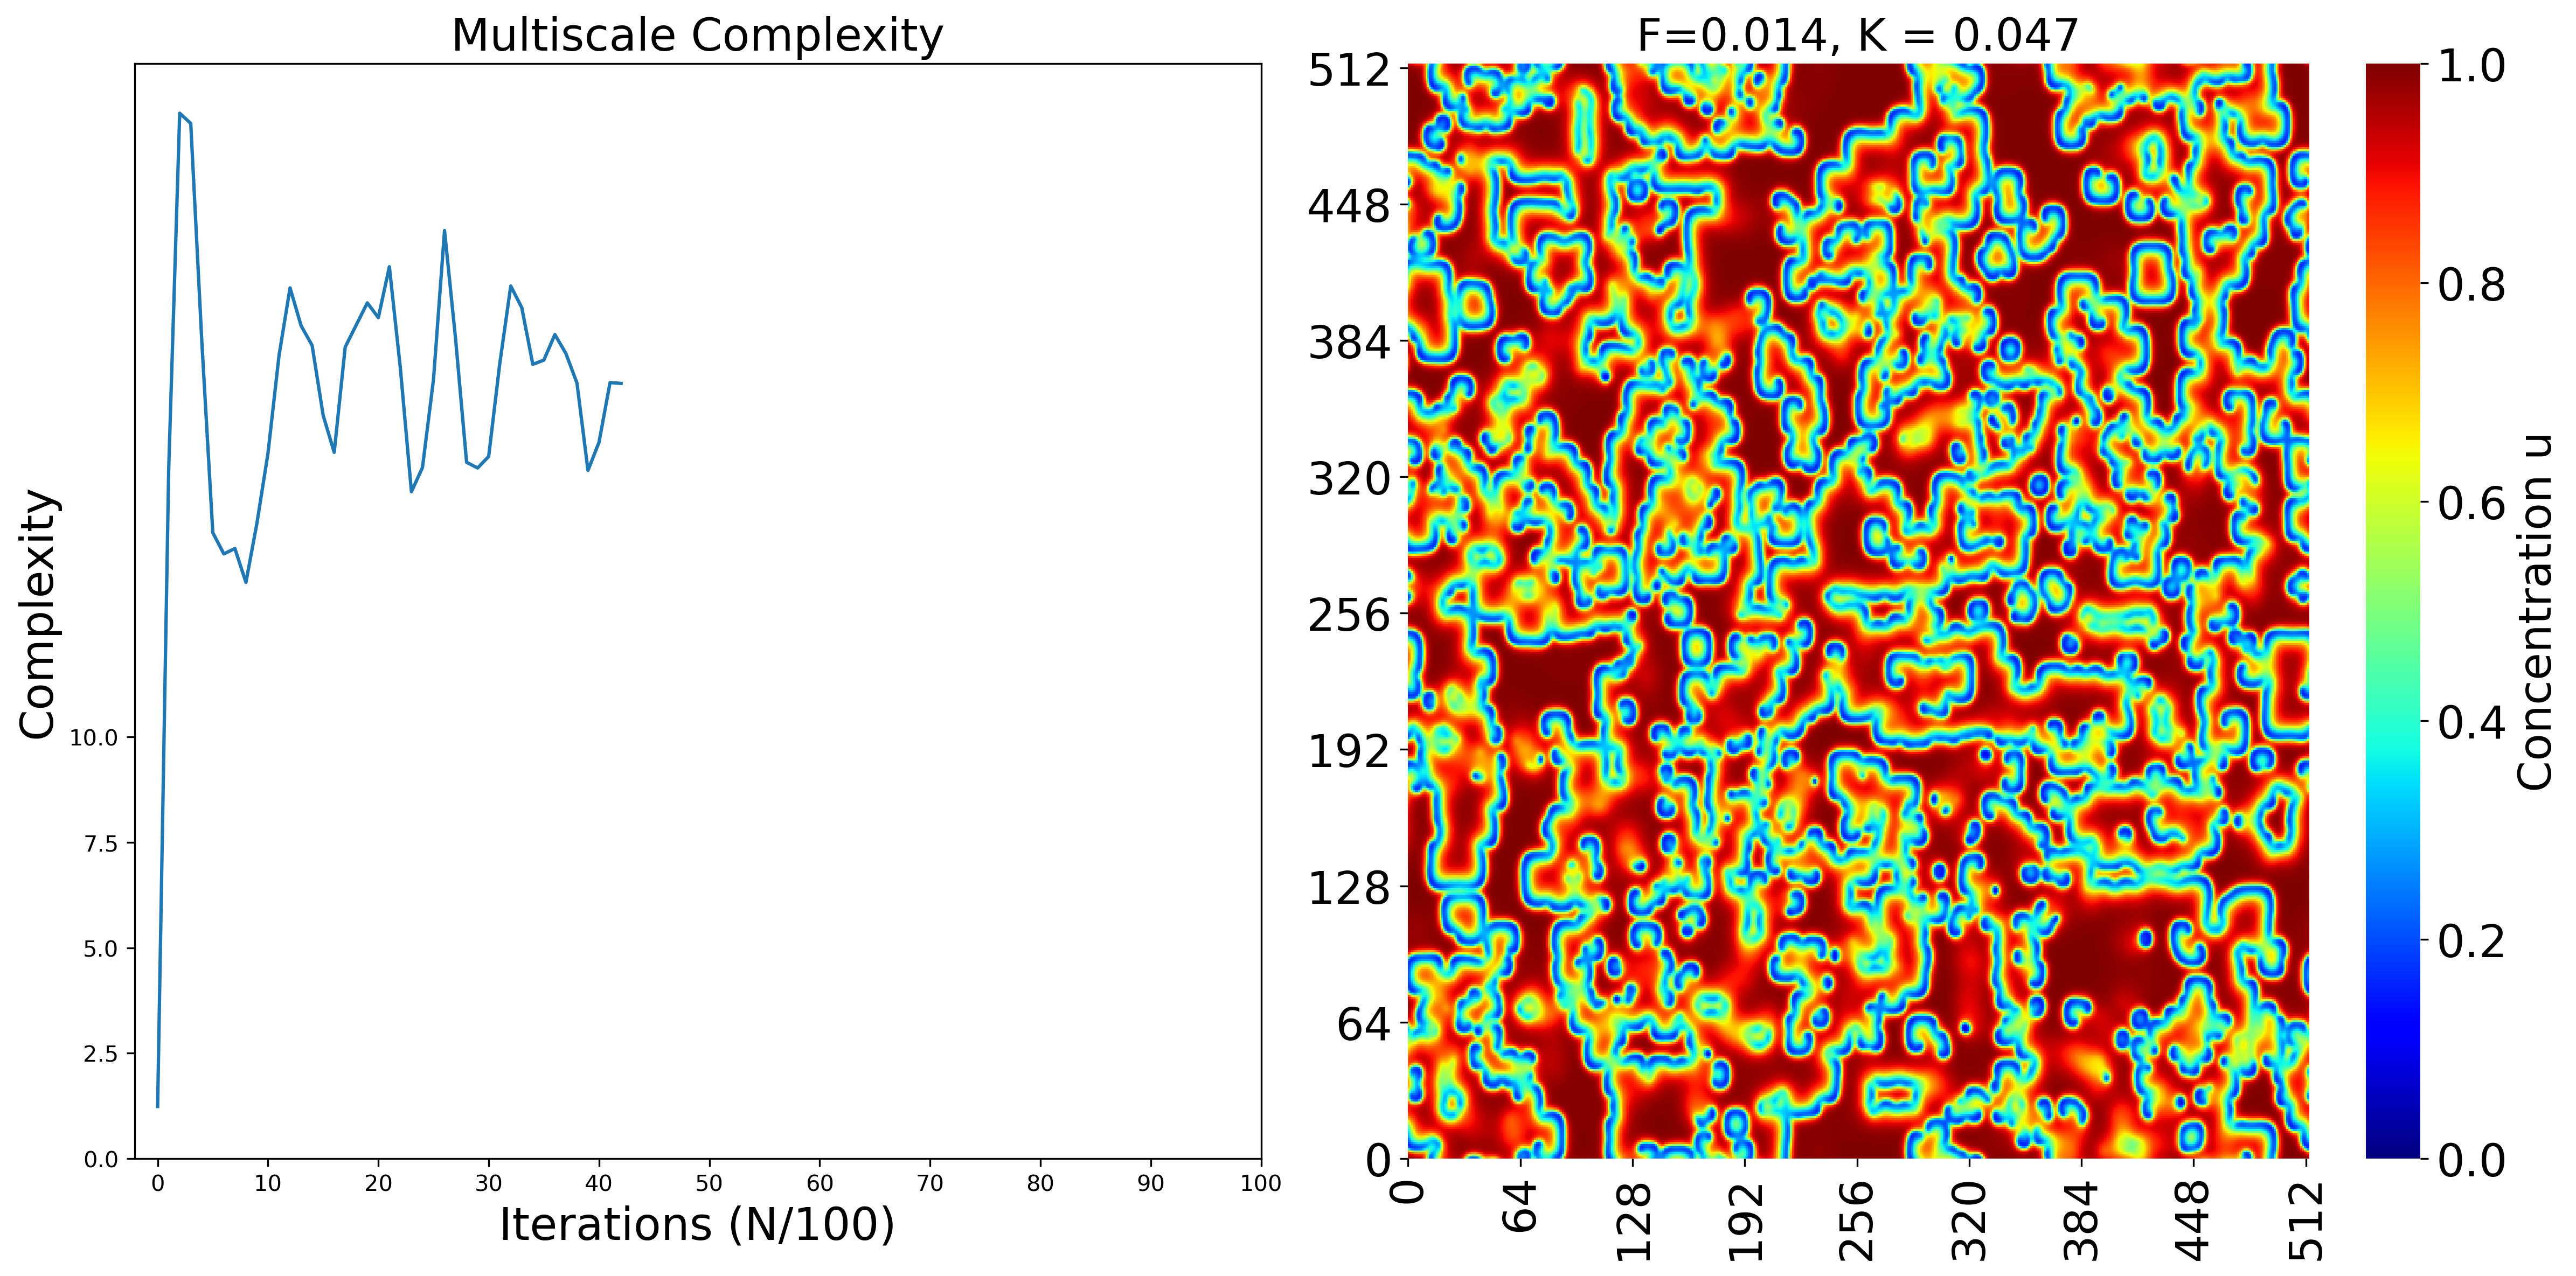 Multiscale Complexity
Complexity
10.0
7.5
5.0
2.5
0.0
0 10 20 30 40 50 60 70 80 90 100
Iterations (N/100)
F=0.014, K = 0.047
512
448
384
320
256
192
128
64
0
0 64 128 192 256 320 384 448 512
1.0
0.8
0.6
0.4
0.2
0.0
Concentration u